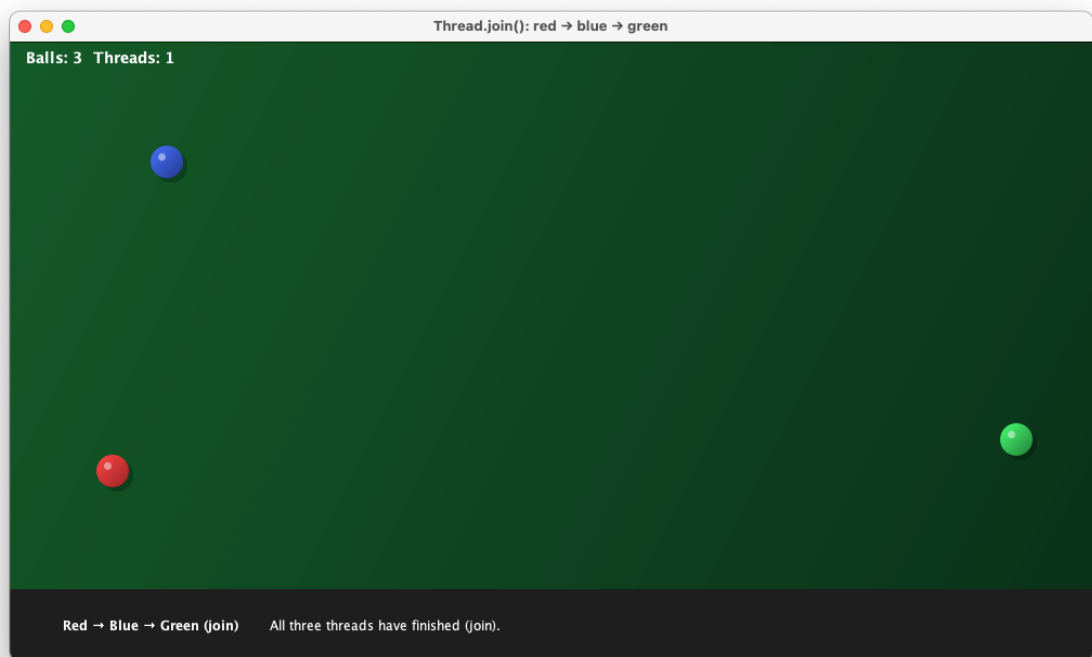 Thread.join(): red → blue → green
Balls: 3 Threads: 1
Red → Blue → Green (join) All three threads have finished (join).